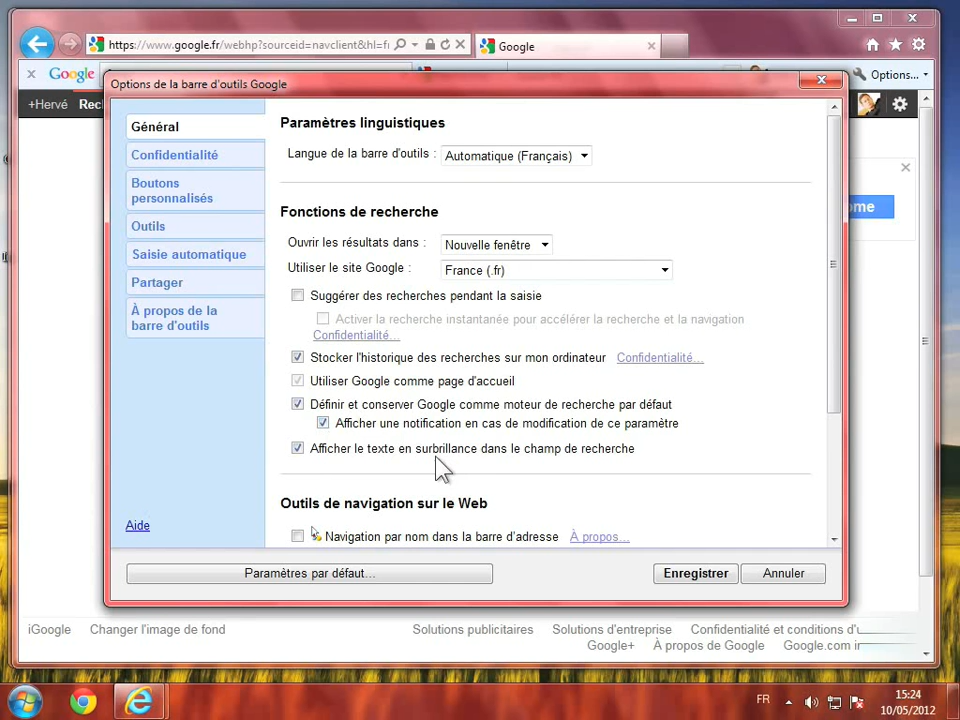 https://www.google.fr/webhp?sourceid=navclient&hl=f
Google
Google
Options...
Options de la barre d'outils Google
+Hervé
Rec
Général
Confidentialité
Boutons
personnalisés
Outils
Saisie automatique
Partager
À propos de la
barre d'outils
Aide
Paramètres linguistiques
Langue de la barre d'outils :
Automatique (Français)
Fonctions de recherche
Ouvrir les résultats dans :
Nouvelle fenêtre
Utiliser le site Google :
France (.fr)
Suggérer des recherches pendant la saisie
Activer la recherche instantanée pour accélérer la recherche et la navigation
Confidentialité...
Stocker l'historique des recherches sur mon ordinateur Confidentialité...
Utiliser Google comme page d'accueil
Définir et conserver Google comme moteur de recherche par défaut
Afficher une notification en cas de modification de ce paramètre
Afficher le texte en surbrillance dans le champ de recherche
Outils de navigation sur le Web
Navigation par nom dans la barre d'adresse À propos...
ome
Paramètres par défaut...
Enregistrer
Annuler
iGoogle
Changer l'image de fond
Solutions publicitaires
Solutions d'entreprise
Confidentialité et conditions d'u
Google+
À propos de Google
Google.com in
FR
15:24
10/05/2012